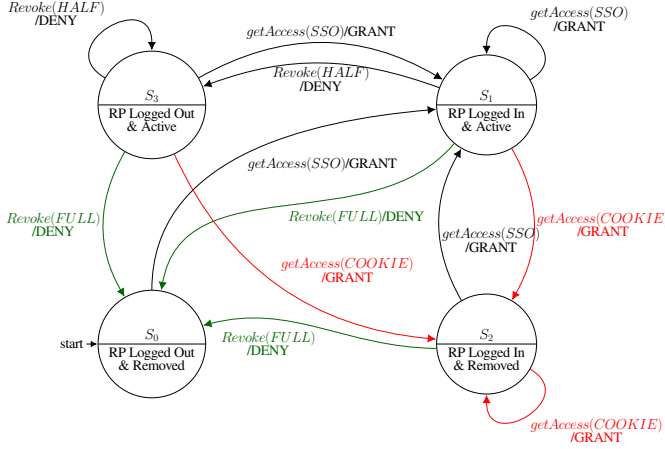 Revoke(HALF)
/DENY
getAccess(SSO)/GRANT
getAccess(SSO)
/GRANT
Revoke(HALF)
/DENY
S3
RP Logged Out
& Active
S1
RP Logged In
& Active
getAccess(SSO)/GRANT
Revoke(FULL)
/DENY
Revoke(FULL)/DENY
getAccess(COOKIE
/GRANT
getAccess(SSO)
/GRANT
getAccess(COOKIE)
/GRANT
start
S0
RP Logged Out
& Removed
Revoke(FULL)
/DENY
S2
RP Logged In
& Removed
getAccess(COOKIE)
/GRANT